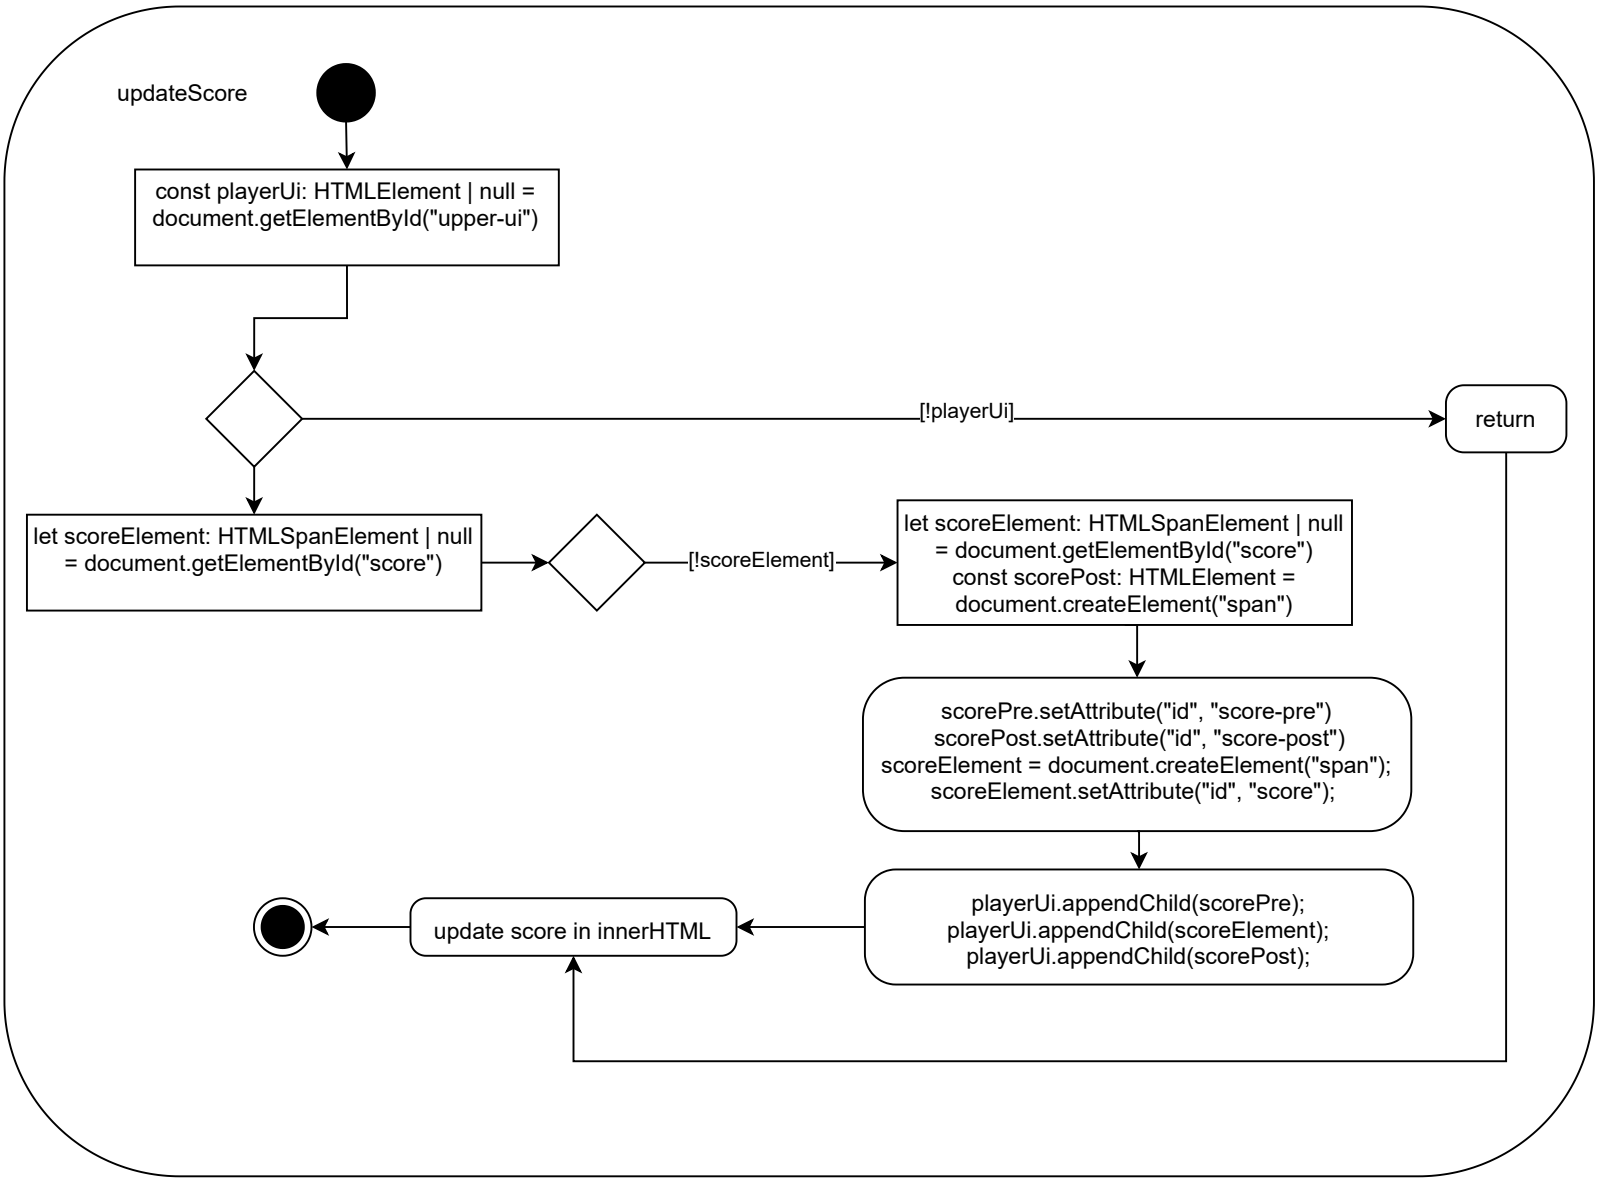 updateScore
const playerUi: HTMLElement | null =
document.getElementById("upper-ui")
[!playerUi]
return
let scoreElement: HTMLSpanElement | null
= document.getElementById("score")
[!scoreElement]
let scoreElement: HTMLSpanElement | null
= document.getElementById("score")
const scorePost: HTMLElement =
document.createElement("span")
scorePre.setAttribute("id", "score-pre")
scorePost.setAttribute("id", "score-post")
scoreElement = document.createElement("span");
scoreElement.setAttribute("id", "score");
playerUi.appendChild(scorePre);
playerUi.appendChild(scoreElement);
playerUi.appendChild(scorePost);
update score in innerHTML